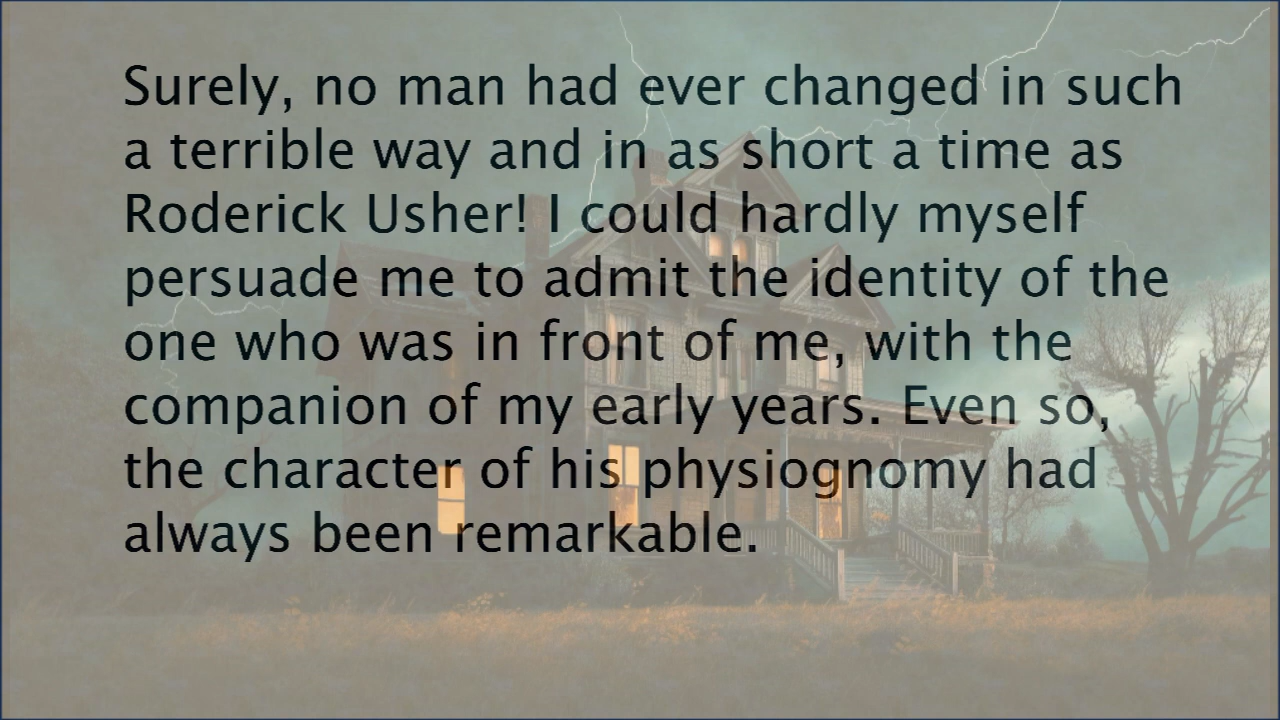 Surely, no man had ever changed in such
a terrible way and in as short a time as
Roderick Usher! I could hardly myself
persuade me to admit the identity of the
one who was in front of me, with the
companion of my early years. Even so,
the character of his physiognomy had
always been remarkable.